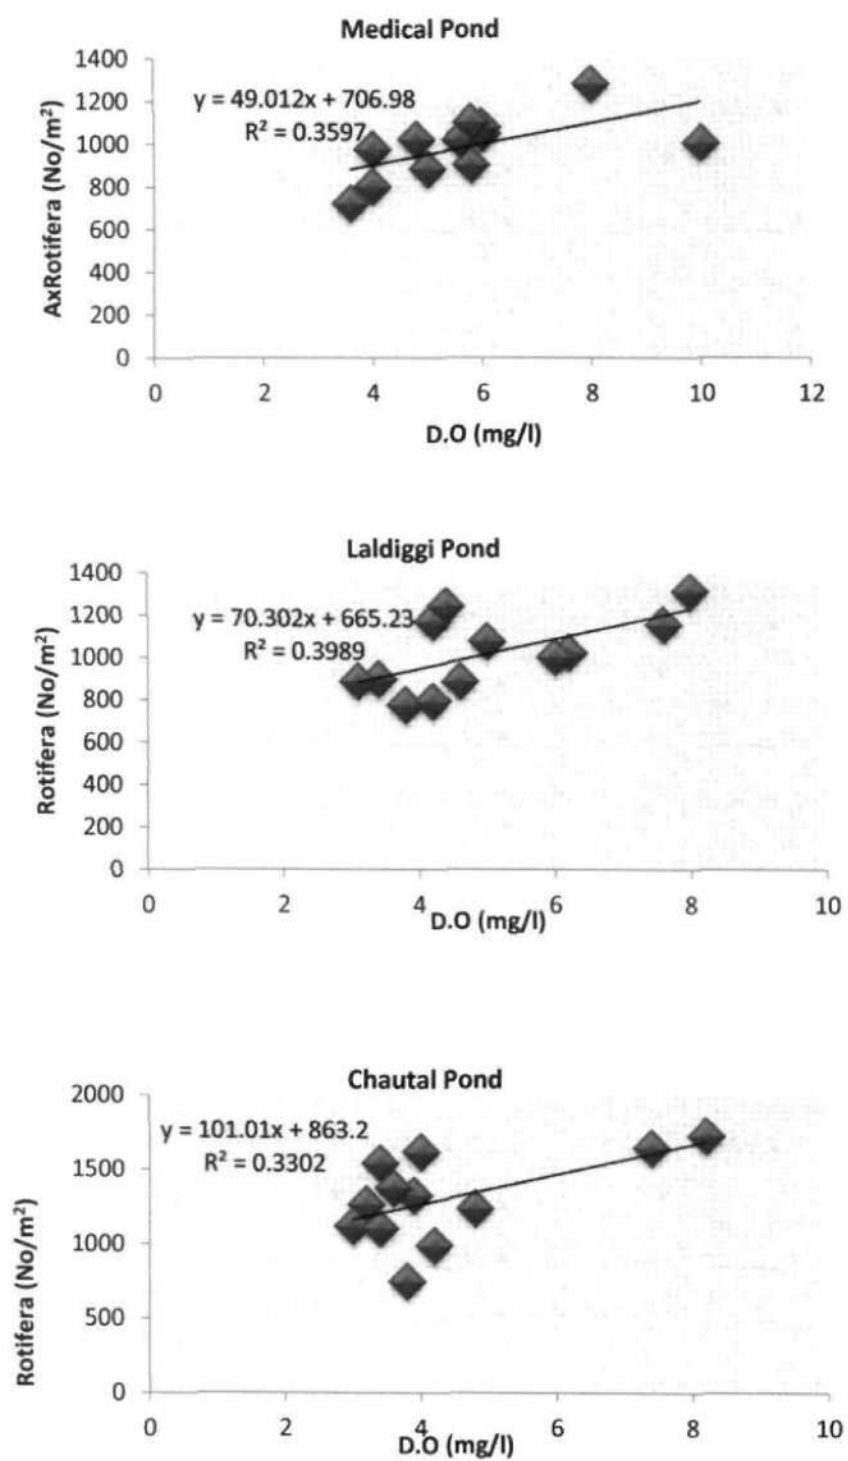 Medical Pond
1400
1200
1000
800
600
400
200
0
y = 49.012x + 706.98
R² = 0.3597
AxRotifera (No/m²)
0 2 4 6 8 10 12
D.O (mg/l)
Laldiggi Pond
1400
1200
1000
800
600
400
200
0
y = 70.302x + 665.23
R² = 0.3989
Rotifera (No/m²)
0 2 4 6 8 10
D.O (mg/l)
Chautal Pond
2000
1500
1000
500
0
y = 101.01x + 863.2
R² = 0.3302
Rotifera (No/m²)
0 2 4 6 8 10
D.O (mg/l)